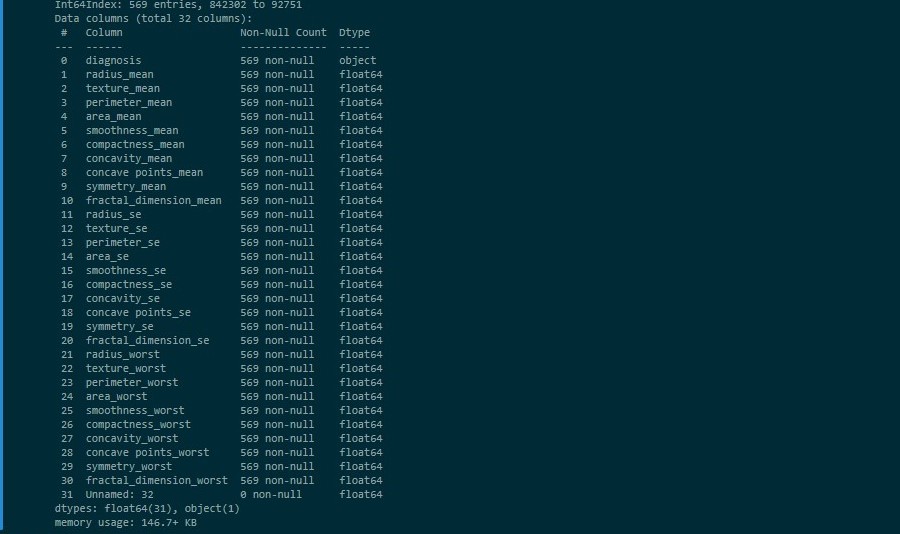 Int64Index: 569 entries, 842302 to 92751
Data columns (total 32 columns):
 #   Column                   Non-Null Count  Dtype
---  ------                   --------------  -----
 0   diagnosis                569 non-null    object
 1   radius_mean              569 non-null    float64
 2   texture_mean             569 non-null    float64
 3   perimeter_mean           569 non-null    float64
 4   area_mean                569 non-null    float64
 5   smoothness_mean          569 non-null    float64
 6   compactness_mean         569 non-null    float64
 7   concavity_mean           569 non-null    float64
 8   concave points_mean      569 non-null    float64
 9   symmetry_mean            569 non-null    float64
 10  fractal_dimension_mean   569 non-null    float64
 11  radius_se                569 non-null    float64
 12  texture_se               569 non-null    float64
 13  perimeter_se             569 non-null    float64
 14  area_se                  569 non-null    float64
 15  smoothness_se            569 non-null    float64
 16  compactness_se           569 non-null    float64
 17  concavity_se             569 non-null    float64
 18  concave points_se        569 non-null    float64
 19  symmetry_se              569 non-null    float64
 20  fractal_dimension_se     569 non-null    float64
 21  radius_worst             569 non-null    float64
 22  texture_worst            569 non-null    float64
 23  perimeter_worst          569 non-null    float64
 24  area_worst               569 non-null    float64
 25  smoothness_worst         569 non-null    float64
 26  compactness_worst        569 non-null    float64
 27  concavity_worst          569 non-null    float64
 28  concave points_worst     569 non-null    float64
 29  symmetry_worst           569 non-null    float64
 30  fractal_dimension_worst  569 non-null    float64
 31  Unnamed: 32              0 non-null      float64
dtypes: float64(31), object(1)
memory usage: 146.7+ KB